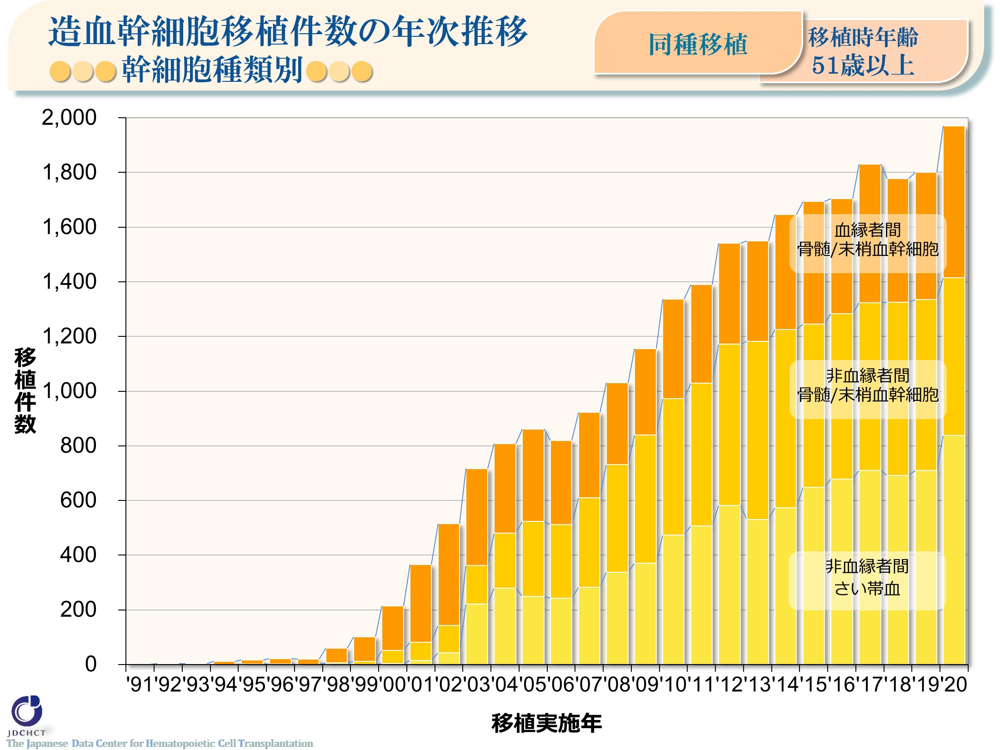 造血幹細胞移植件数の年次推移
幹細胞種類別
同種移植
移植時年齢
51歳以上
2,000
1,800
1,600
1,400
1,200
1,000
800
600
400
200
0
移植件数
血縁者間
骨髄/末梢血幹細胞
非血縁者間
骨髄/末梢血幹細胞
非血縁者間
さい帯血
'91 '92 '93 '94 '95 '96 '97 '98 '99 '00 '01 '02 '03 '04 '05 '06 '07 '08 '09 '10 '11 '12 '13 '14 '15 '16 '17 '18 '19 '20
移植実施年
JDCHCT
The Japanese Data Center for Hematopoietic Cell Transplantation